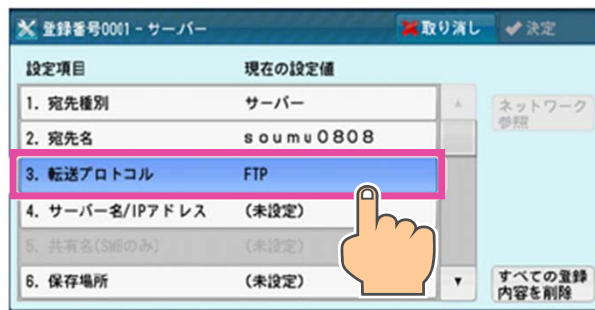 登録番号0001 - サーバー
取り消し
決定
設定項目 現在の設定値
1. 宛先種別 サーバー
2. 宛先名 soumu0808
3. 転送プロトコル FTP
4. サーバー名/IPアドレス (未設定)
5. 共有名(SMBのみ) (未設定)
6. 保存場所 (未設定)
ネットワーク
参照
すべての登録
内容を削除